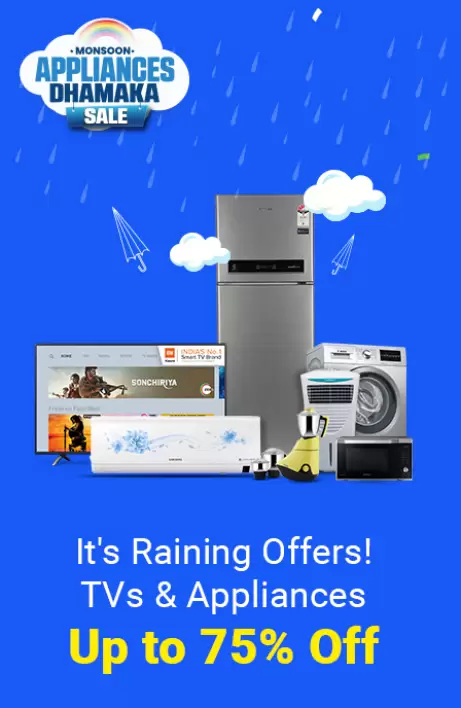 MONSOON
APPLIANCES
DHAMAKA
SALE
HOME
INDIA'S No.1
Smart TV Brand
SONCHIRIYA
It's Raining Offers!
TVs & Appliances
Up to 75% Off